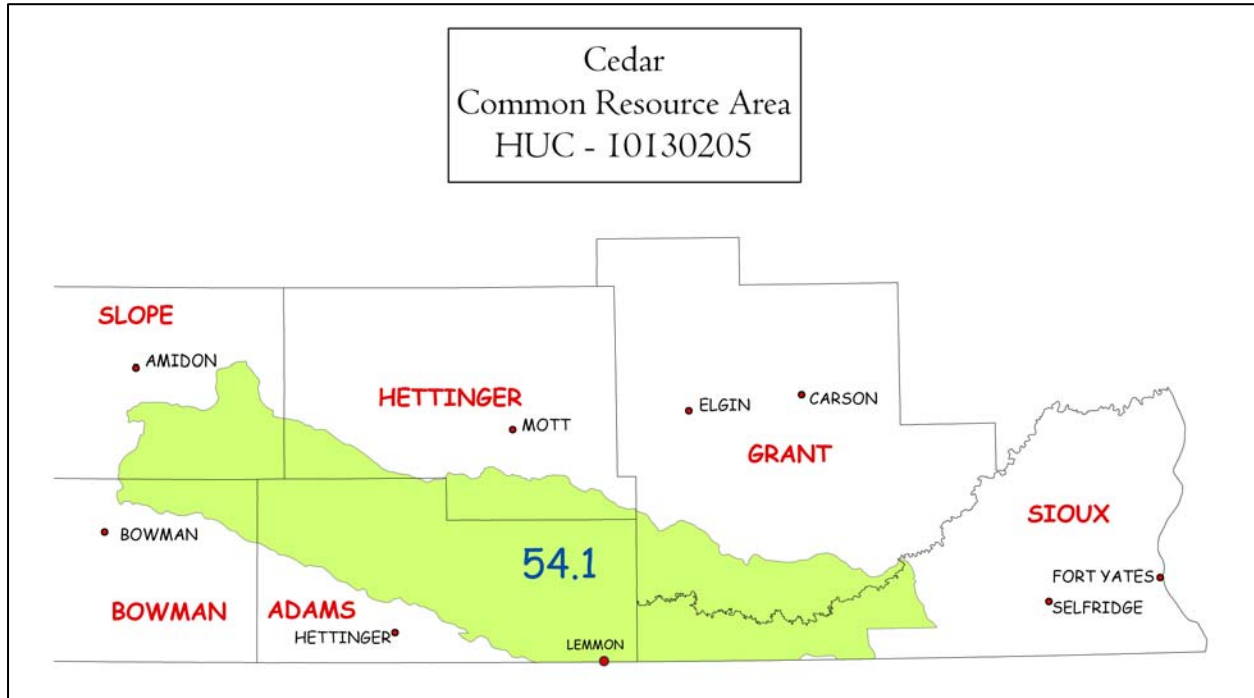 Cedar
Common Resource Area
HUC - 10130205
SLOPE
AMIDON
HETTINGER
MOTT
ELGIN
CARSON
GRANT
SIOUX
BOWMAN
54.1
FORT YATES
SELFRIDGE
BOWMAN
ADAMS
HETTINGER
LEMMON